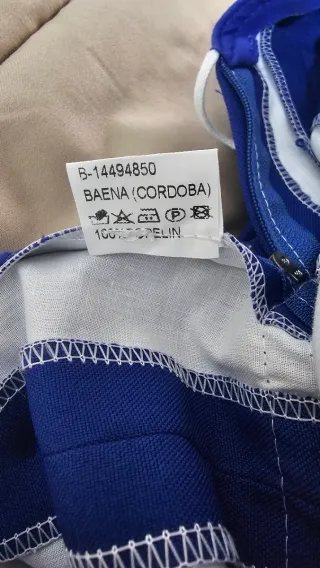 B-14494850
BAENA (CORDOBA)
P
100% POPELIN